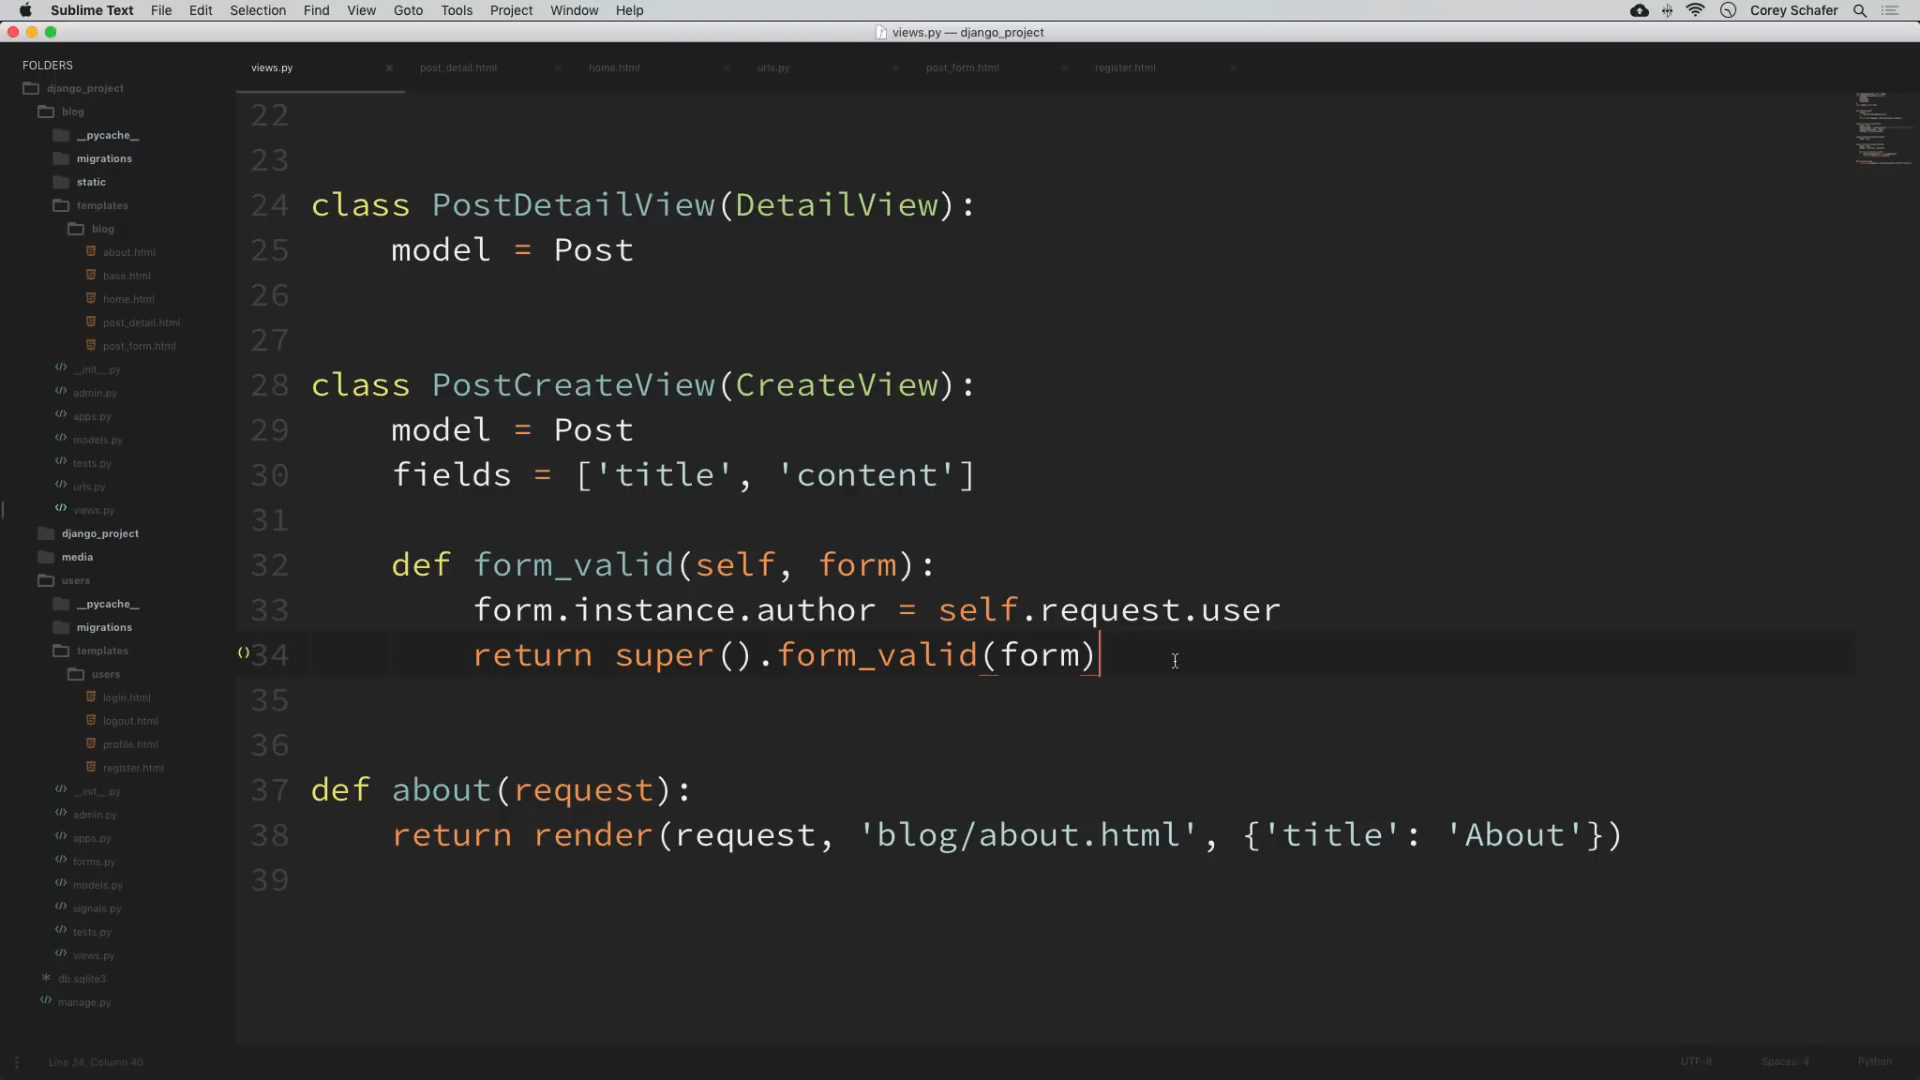 Sublime Text File Edit Selection Find View Goto Tools Project Window Help Corey Schafer
views.py — django_project
FOLDERS
django_project
blog
__pycache__
migrations
static
templates
blog
about.html
base.html
home.html
post_detail.html
post_form.html
__init__.py
admin.py
apps.py
models.py
tests.py
urls.py
views.py
django_project
media
users
__pycache__
migrations
templates
users
login.html
logout.html
profile.html
register.html
__init__.py
admin.py
apps.py
forms.py
models.py
signals.py
tests.py
views.py
db.sqlite3
manage.py
views.py post_detail.html home.html urls.py post_form.html register.html
22
23
24 class PostDetailView(DetailView):
25 model = Post
26
27
28 class PostCreateView(CreateView):
29 model = Post
30 fields = ['title', 'content']
31
32 def form_valid(self, form):
33 form.instance.author = self.request.user
()34 return super().form_valid(form)
35
36
37 def about(request):
38 return render(request, 'blog/about.html', {'title': 'About'})
39
Line 34, Column 40 UTF-8 Spaces: 4 Python